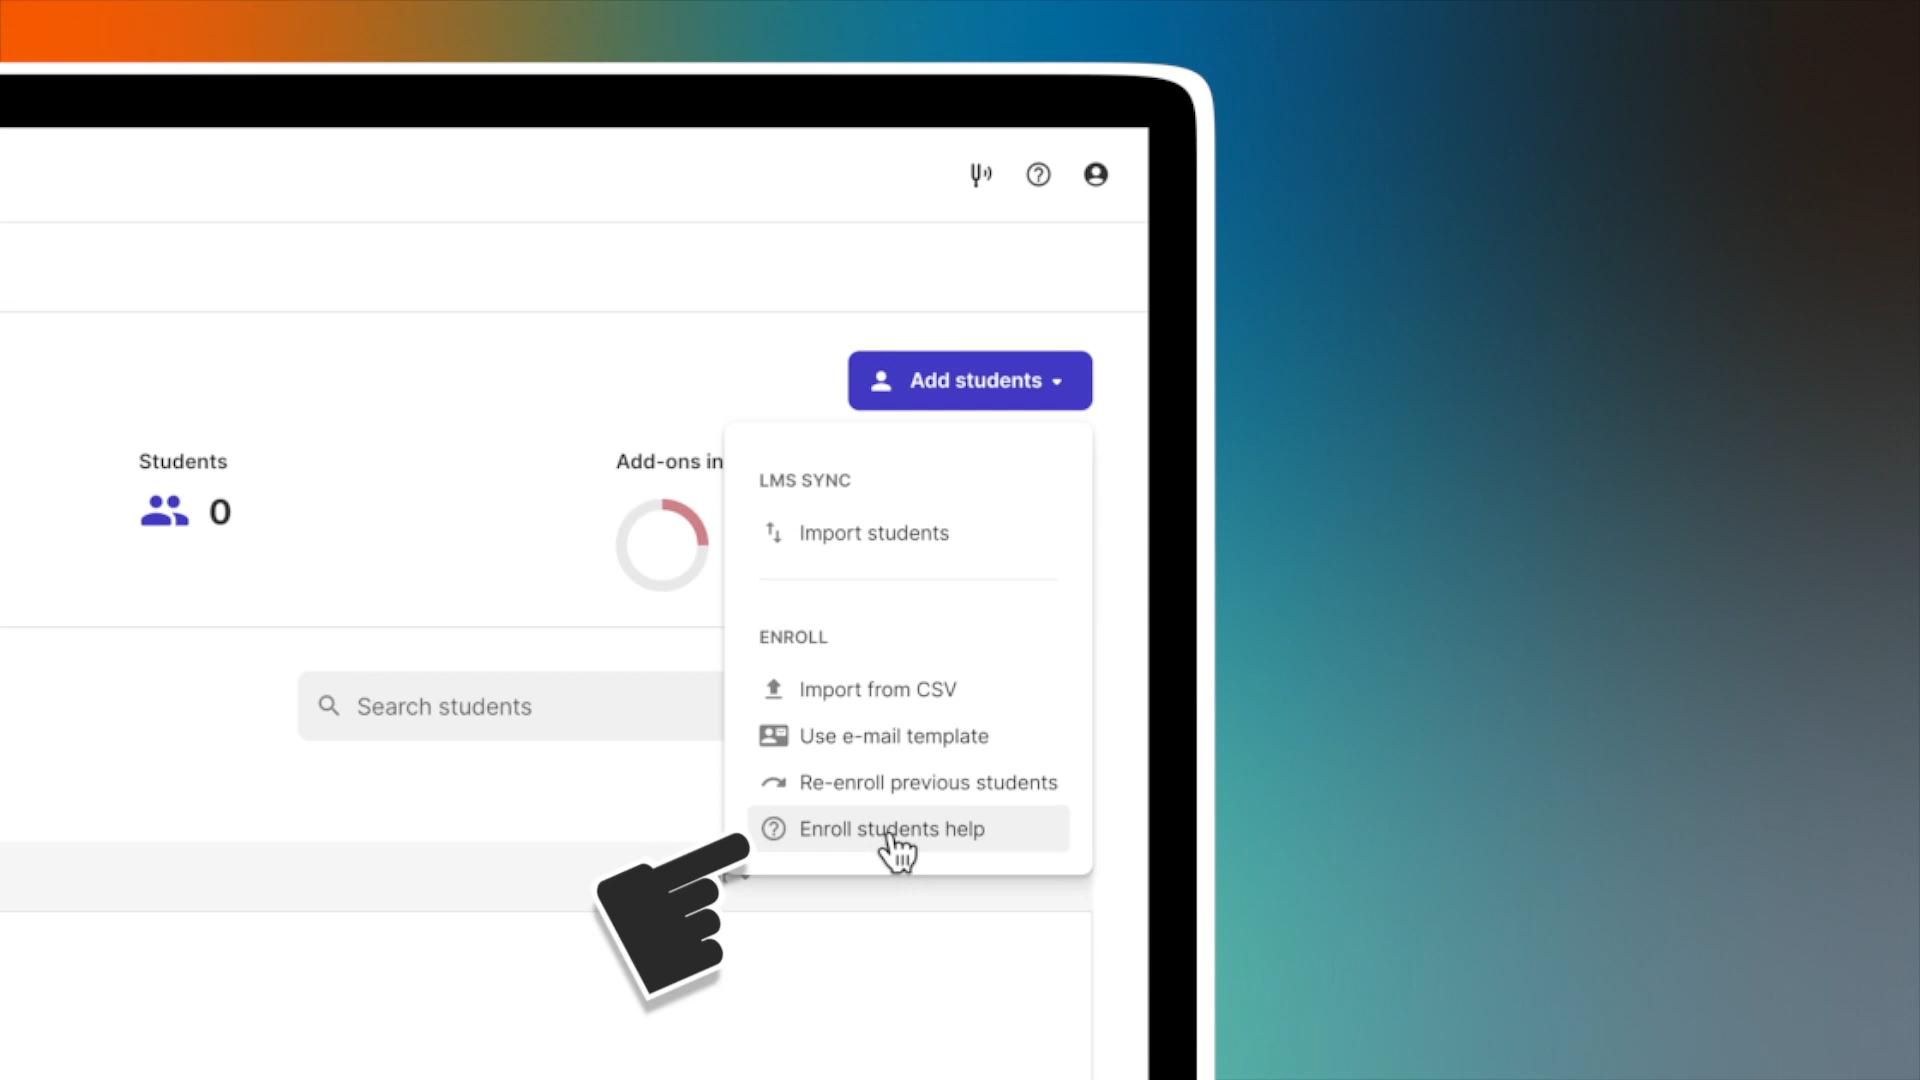 Add students
Students
0
Add-ons in
LMS SYNC
Import students
ENROLL
Import from CSV
Search students
Use e-mail template
Re-enroll previous students
Enroll students help